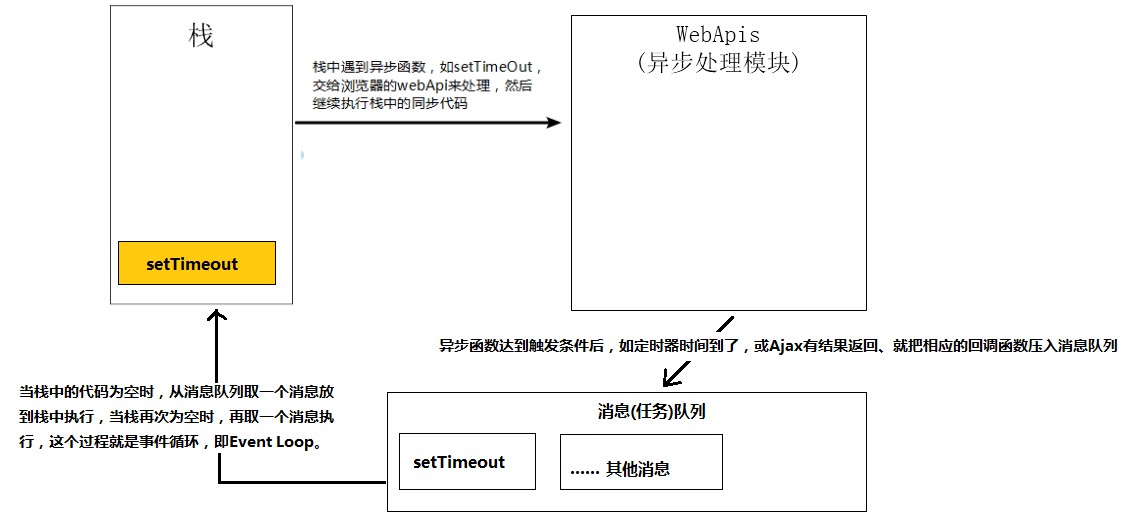 栈
WebApis
(异步处理模块)
栈中遇到异步函数，如setTimeOut，
交给浏览器的webApi来处理，然后
继续执行栈中的同步代码
setTimeout
异步函数达到触发条件后，如定时器时间到了，或Ajax有结果返回、就把相应的回调函数压入消息队列
当栈中的代码为空时，从消息队列取一个消息放
到栈中执行，当栈再次为空时，再取一个消息执
行，这个过程就是事件循环，即Event Loop。
消息(任务)队列
setTimeout
...... 其他消息